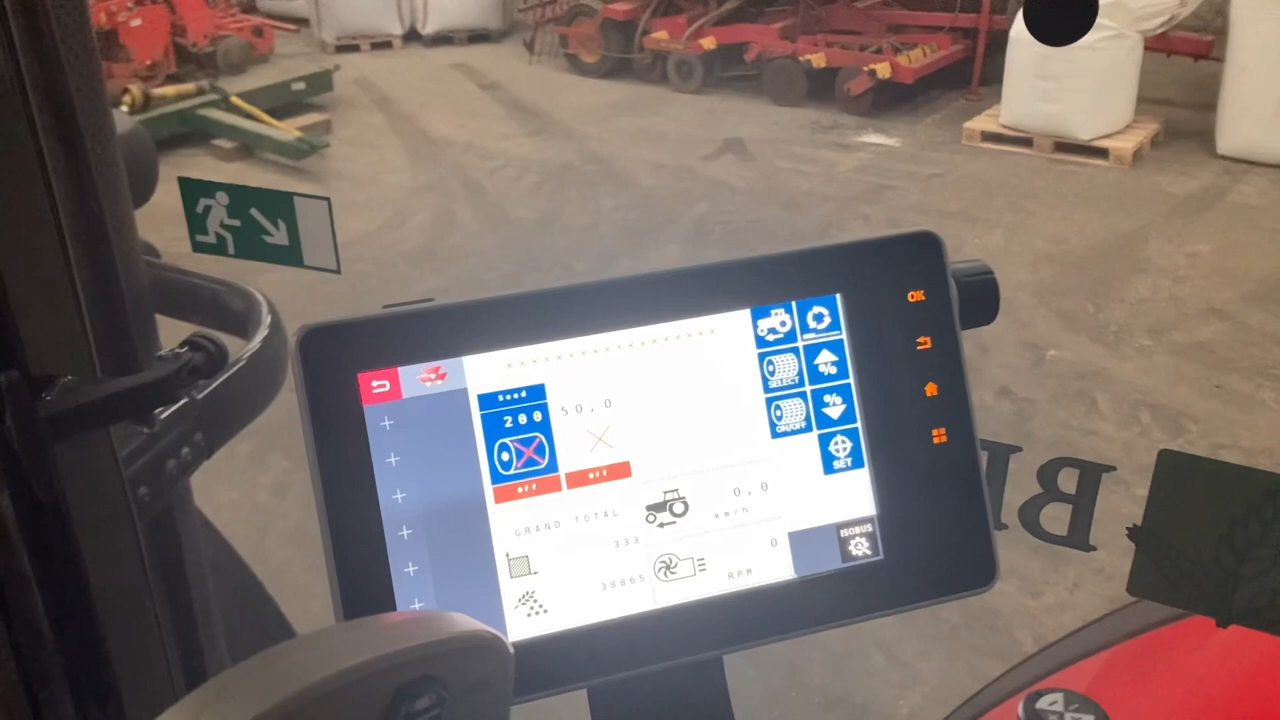 OK
SELECT
%
ON/OFF
%
SET
Seed
200
50,0
Off
Off
GRAND TOTAL
333
38865
0,0
km/h
0
RPM
ISOBUS